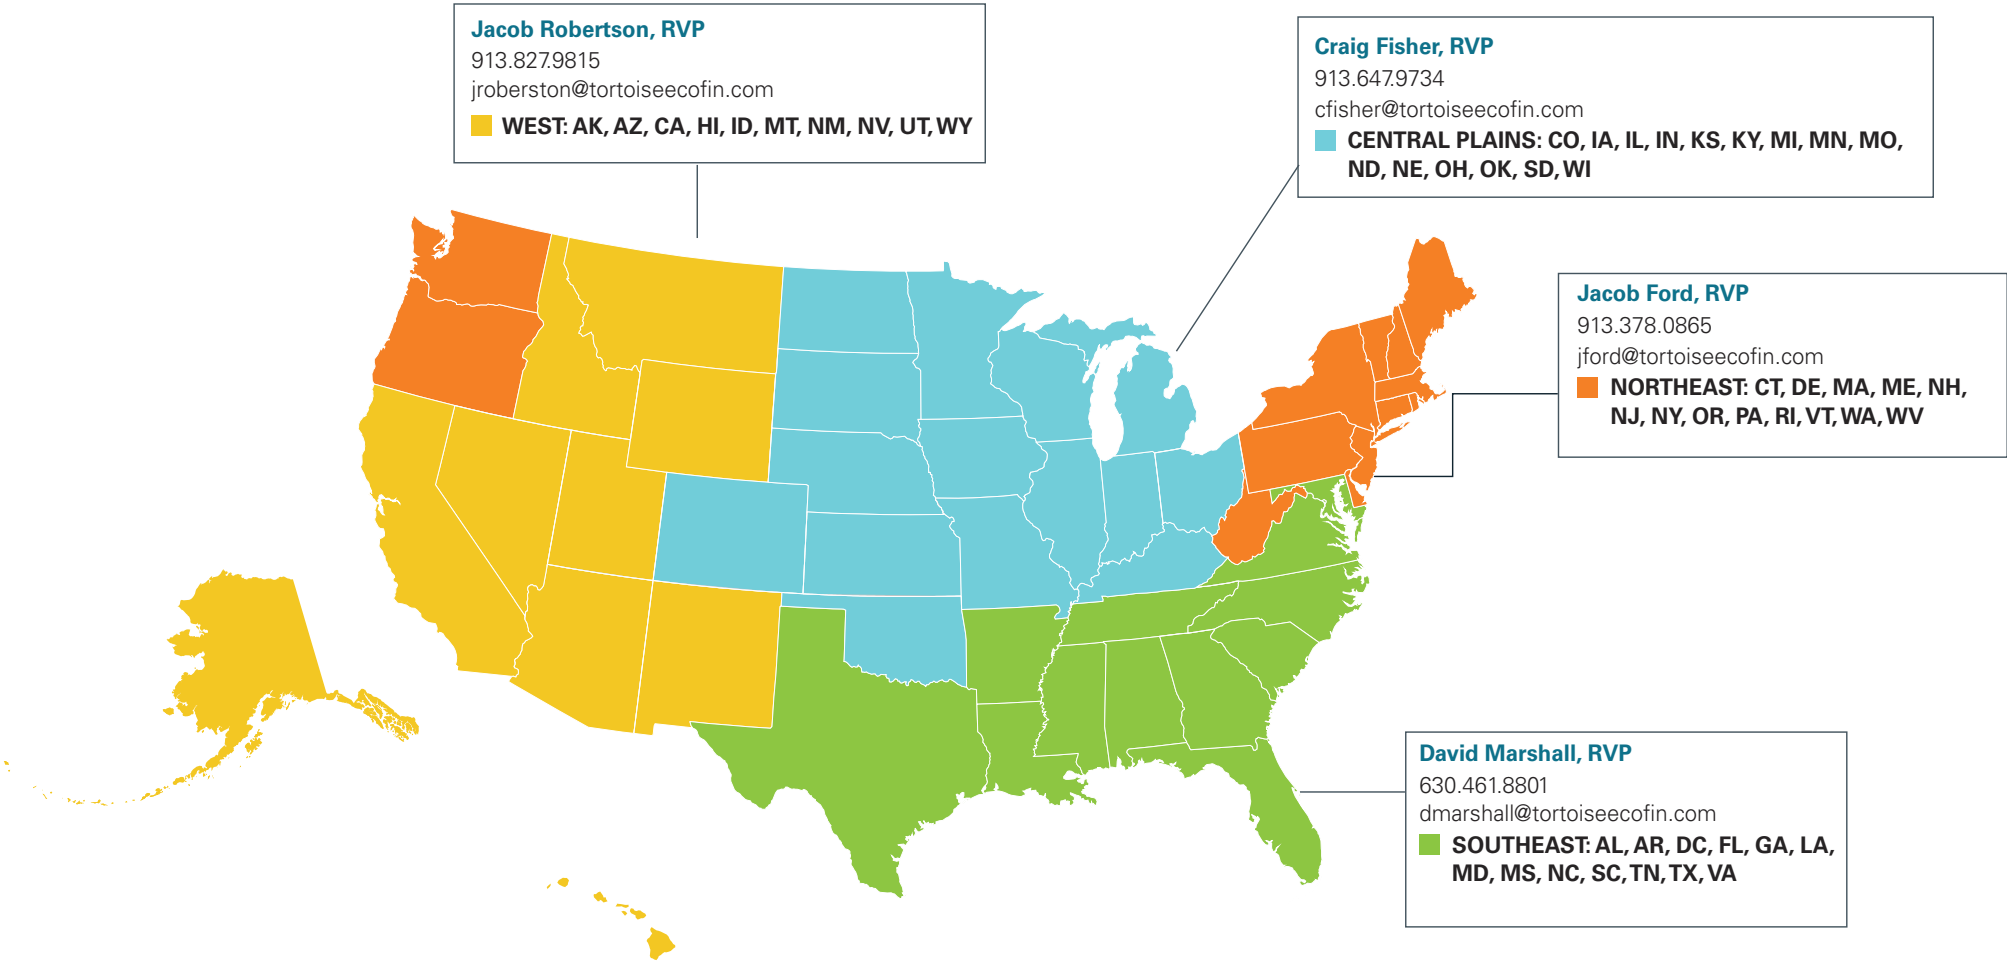 Jacob Robertson, RVP
913.827.9815
jroberston@tortoiseecofin.com
WEST: AK, AZ, CA, HI, ID, MT, NM, NV, UT, WY
Craig Fisher, RVP
913.647.9734
cfisher@tortoiseecofin.com
CENTRAL PLAINS: CO, IA, IL, IN, KS, KY, MI, MN, MO,
ND, NE, OH, OK, SD, WI
Jacob Ford, RVP
913.378.0865
jford@tortoiseecofin.com
NORTHEAST: CT, DE, MA, ME, NH,
NJ, NY, OR, PA, RI, VT, WA, WV
David Marshall, RVP
630.461.8801
dmarshall@tortoiseecofin.com
SOUTHEAST: AL, AR, DC, FL, GA, LA,
MD, MS, NC, SC, TN, TX, VA